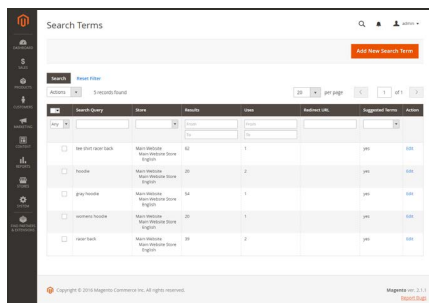 Search Terms
admin
Add New Search Term
DASHBOARD
SALES
PRODUCTS
CUSTOMERS
MARKETING
CONTENT
REPORTS
STORES
SYSTEM
FIND PARTNERS & EXTENSIONS
Search Reset Filter
Actions 5 records found 20 per page 1 of 1
Search Query Store Results Uses Redirect URL Suggested Terms Action
Any From From
To To
tee shirt racer back Main Website 62 1 yes Edit
Main Website Store
English
hoodie Main Website 20 2 yes Edit
Main Website Store
English
gray hoodie Main Website 54 1 yes Edit
Main Website Store
English
womens hoodie Main Website 20 1 yes Edit
Main Website Store
English
racer back Main Website 39 2 yes Edit
Main Website Store
English
Copyright © 2016 Magento Commerce Inc. All rights reserved. Magento ver. 2.1.1
Report Bugs